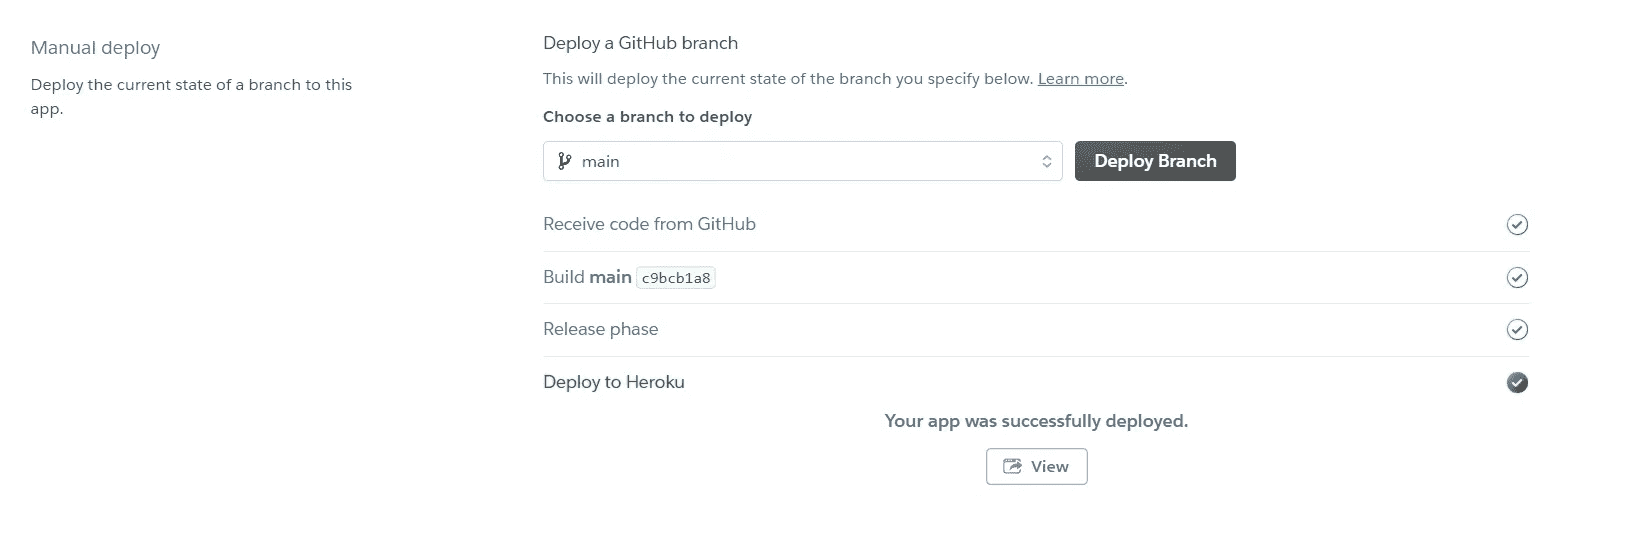 Manual deploy
Deploy the current state of a branch to this
app.
Deploy a GitHub branch
This will deploy the current state of the branch you specify below. Learn more.
Choose a branch to deploy
main
Deploy Branch
Receive code from GitHub
Build main c9bcb1a8
Release phase
Deploy to Heroku
Your app was successfully deployed.
View